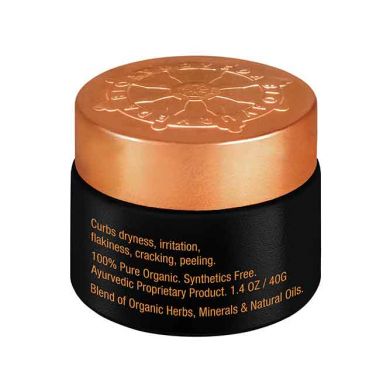 Curbs dryness, irritation,
flakiness, cracking, peeling.
100% Pure Organic. Synthetics Free.
Ayurvedic Proprietary Product. 1.4 OZ / 40G
Blend of Organic Herbs, Minerals & Natural Oils.